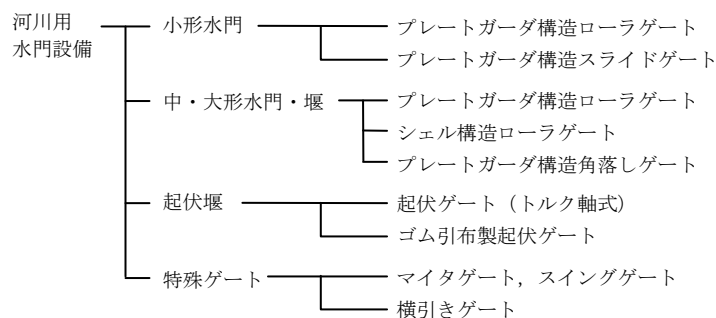 河川用
水門設備
小形水門
プレートガーダ構造ローラゲート
プレートガーダ構造スライドゲート
中・大形水門・堰
プレートガーダ構造ローラゲート
シェル構造ローラゲート
プレートガーダ構造角落しゲート
起伏堰
起伏ゲート（トルク軸式）
ゴム引布製起伏ゲート
特殊ゲート
マイタゲート，スイングゲート
横引きゲート